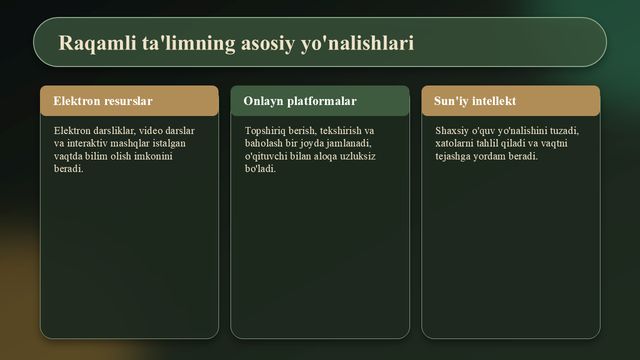 Raqamli ta'limning asosiy yo'nalishlari
Elektron resurslar
Elektron darsliklar, video darslar
va interaktiv mashqlar istalgan
vaqtda bilim olish imkonini
beradi.
Onlayn platformalar
Topshiriq berish, tekshirish va
baholash bir joyda jamlanadi,
o'qituvchi bilan aloqa uzluksiz
bo'ladi.
Sun'iy intellekt
Shaxsiy o'quv yo'nalishini tuzadi,
xatolarni tahlil qiladi va vaqtni
tejashga yordam beradi.